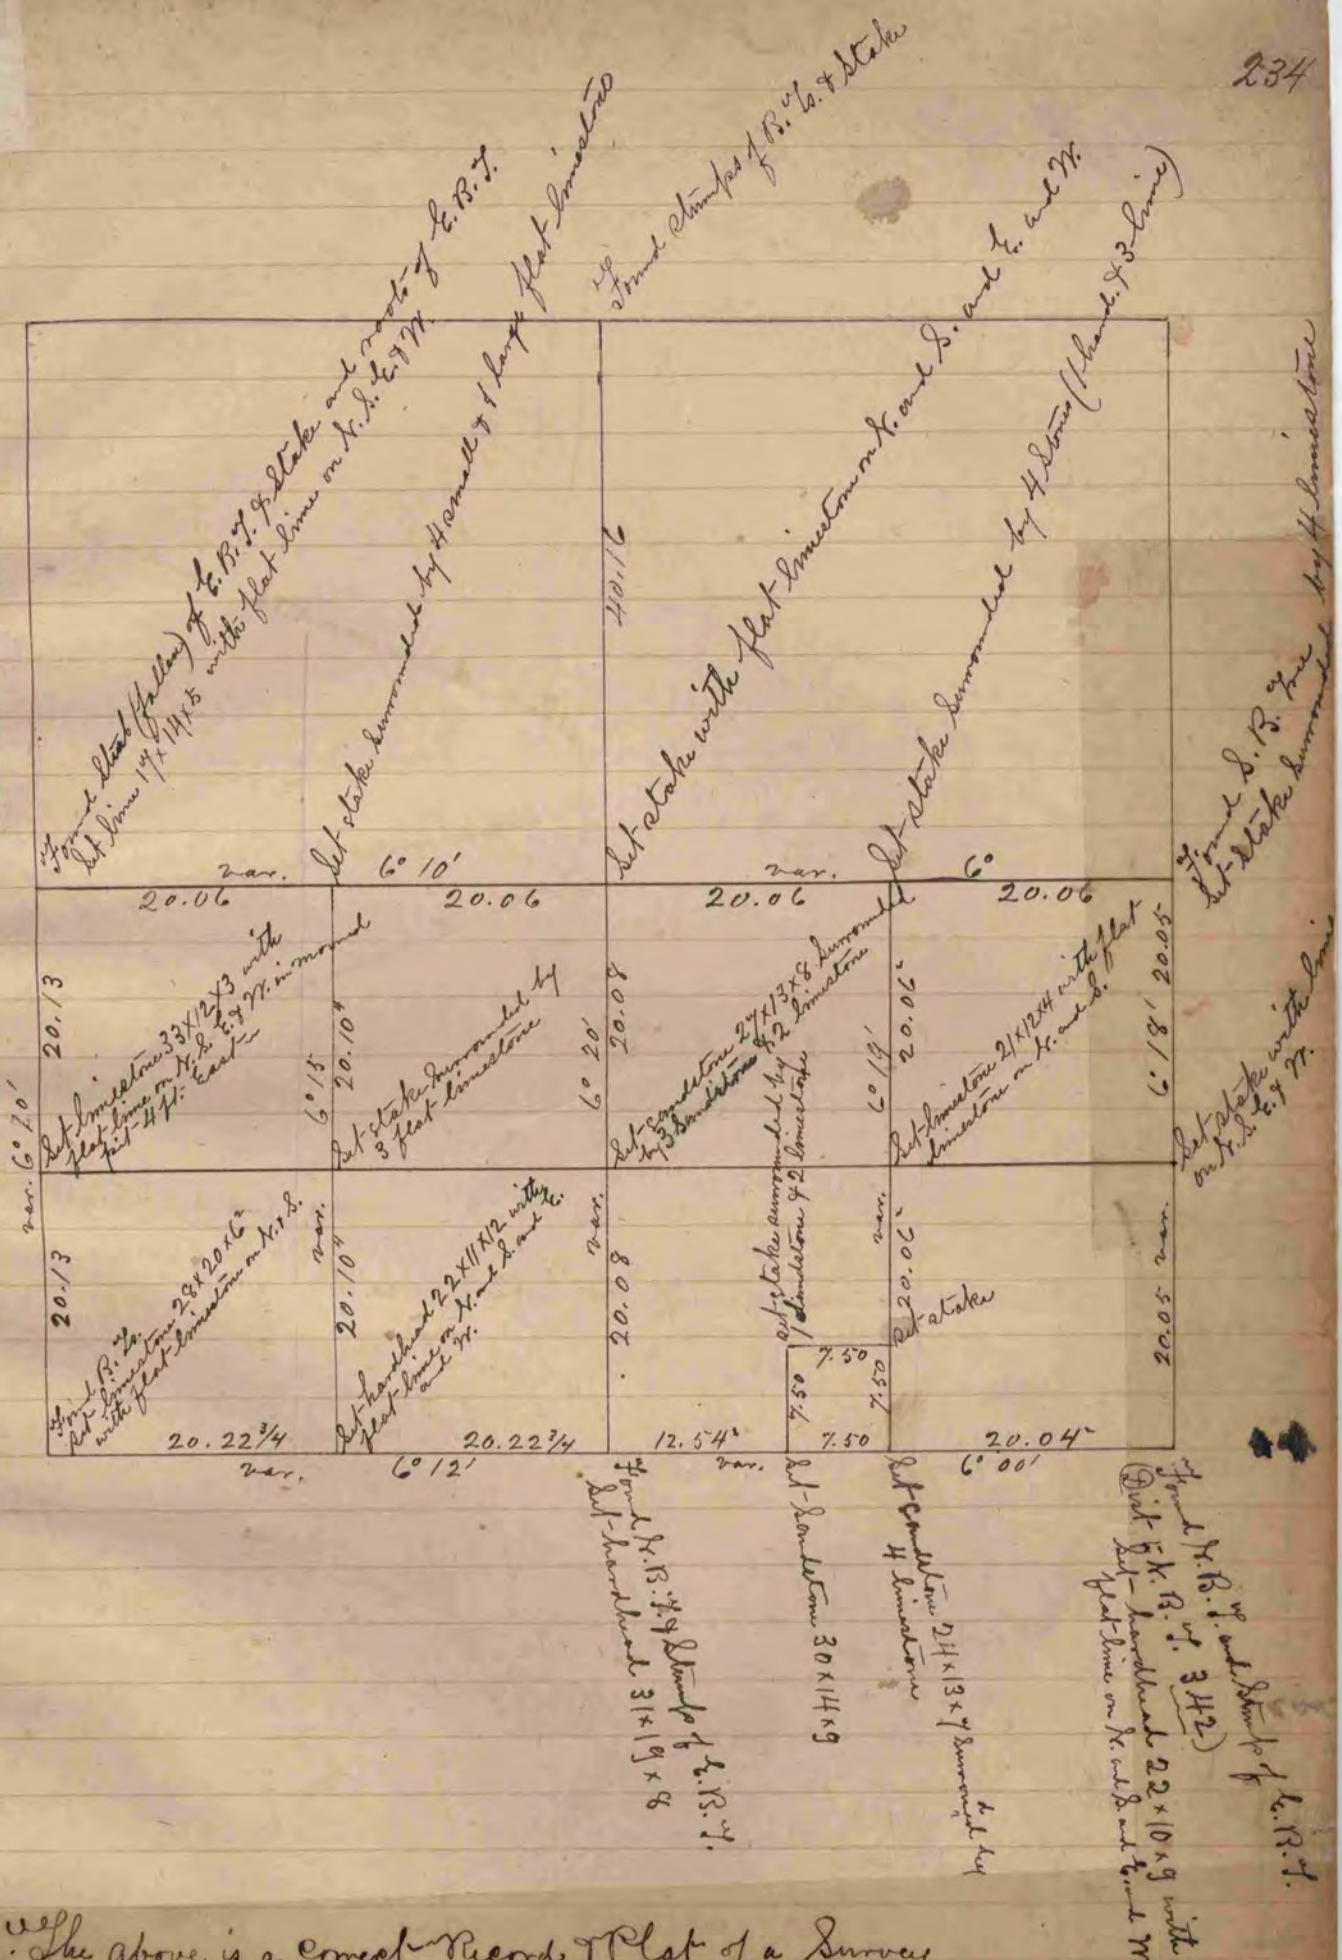 234
Found stumps of B. Ts. & Stake
Found Stub (fallen) of E. B. T. & Stake and roots of E. B. T.
Set lime 17 x 14 x 5 with flat lime on N. S. E. & W.
Set stake surrounded by 4 small & 1 large flat limestones
Set stake with flat limestone on N. and S. and E. and W.
Set stake surrounded by 4 Stones (1 hard. & 3 lime)
Found S. B. Tree
Set Stake surrounded by 4 limestone
40.16
var. 6° 10'
var. 6°
20.06
20.06
20.06
20.06
20.13
Set limestone 33 x 12 x 3 with
flat lime on N. S. E. & W. in mound
pit 4 ft. East
6° 15
20.10"
Set stake surrounded by
3 flat limestone
6° 20'
20.08
Set sandstone 27 x 13 x 8 surrounded
by 3 Sandstone & 2 limestone
6° 19'
20.06²
Set limestone 21 x 12 x 4 with flat
limestone on N. and S.
6° 18'
20.05
Set stake with
on N. S. E. & W.
var. 6° 20'
20.13
Found B. Ts.
Set limestone 28 x 20 x 6²
with flat limestone on N. & S.
var.
20.10"
Set hardhead 22 x 11 x 12 with
flat lime on N. and S. and E.
and W.
var.
20.08
Set stake surrounded by
1 Sandstone & 2 limestone
var.
20.06²
Set stake
20.05 var.
7.50
7.50
7.50
20.22 3/4
20.22 3/4
12.54²
7.50
20.04²
var. 6° 12'
var. 6° 00'
Found N. B. T. & Stump of E. B. T.
Set hardhead 31 x 19 x 8
Set Sandstone 30 x 14 x 9
Set Sandstone 24 x 13 x 7 surrounded by
4 limestone
Found N. B. T. and Stump of E. B. T.
(Dist to N. B. T. 342)
Set hardhead 22 x 10 x 9 with
flat lime on N. and S. and E. and W
The above is a correct Record & Plat of a Survey